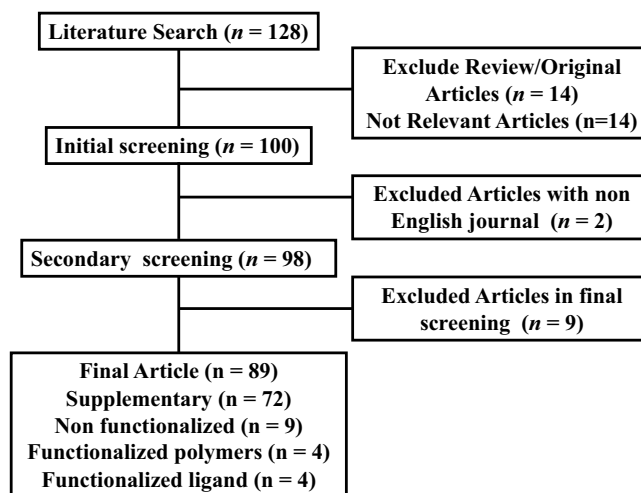 Literature Search (n = 128)
Exclude Review/Original
Articles (n = 14)
Not Relevant Articles (n=14)
Initial screening (n = 100)
Excluded Articles with non
English journal (n = 2)
Secondary screening (n = 98)
Excluded Articles in final
screening (n = 9)
Final Article (n = 89)
Supplementary (n = 72)
Non functionalized (n = 9)
Functionalized polymers (n = 4)
Functionalized ligand (n = 4)